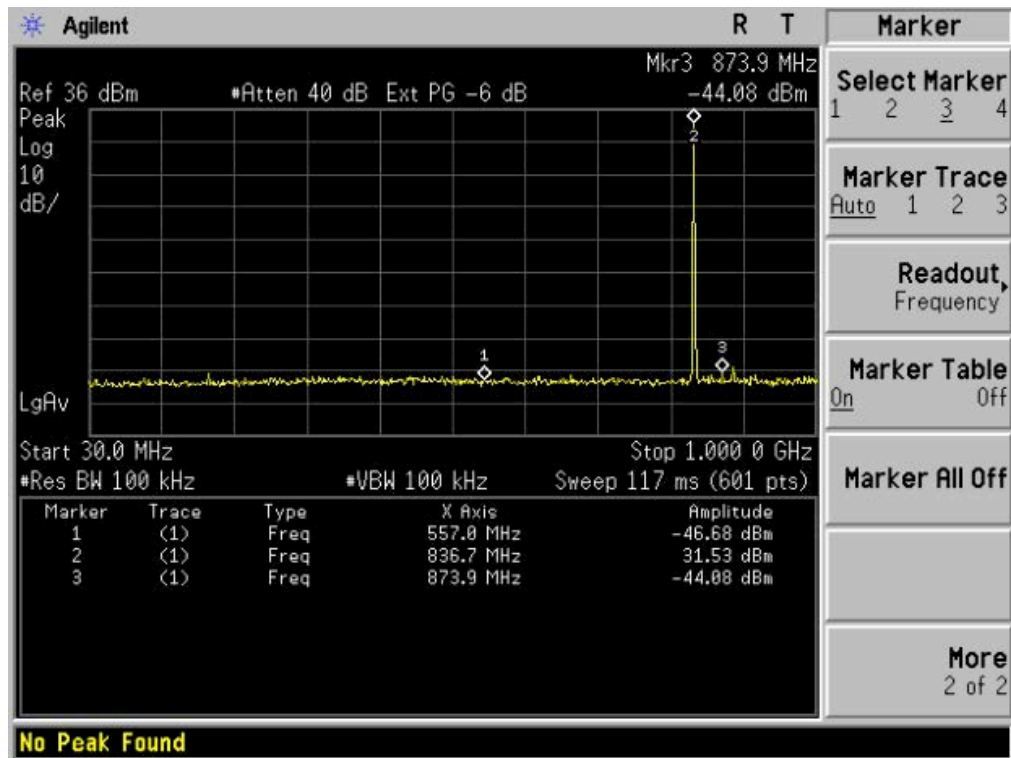 Agilent R T Marker
Mkr3 873.9 MHz
Ref 36 dBm #Atten 40 dB Ext PG -6 dB -44.08 dBm
Peak
Log
10
dB/
2
1
3
LgAv
Start 30.0 MHz Stop 1.000 0 GHz
#Res BW 100 kHz #VBW 100 kHz Sweep 117 ms (601 pts)
Marker Trace Type X Axis Amplitude
1 (1) Freq 557.0 MHz -46.68 dBm
2 (1) Freq 836.7 MHz 31.53 dBm
3 (1) Freq 873.9 MHz -44.08 dBm
Select Marker
1 2 3 4
Marker Trace
Auto 1 2 3
Readout
Frequency
Marker Table
On Off
Marker All Off
More
2 of 2
No Peak Found